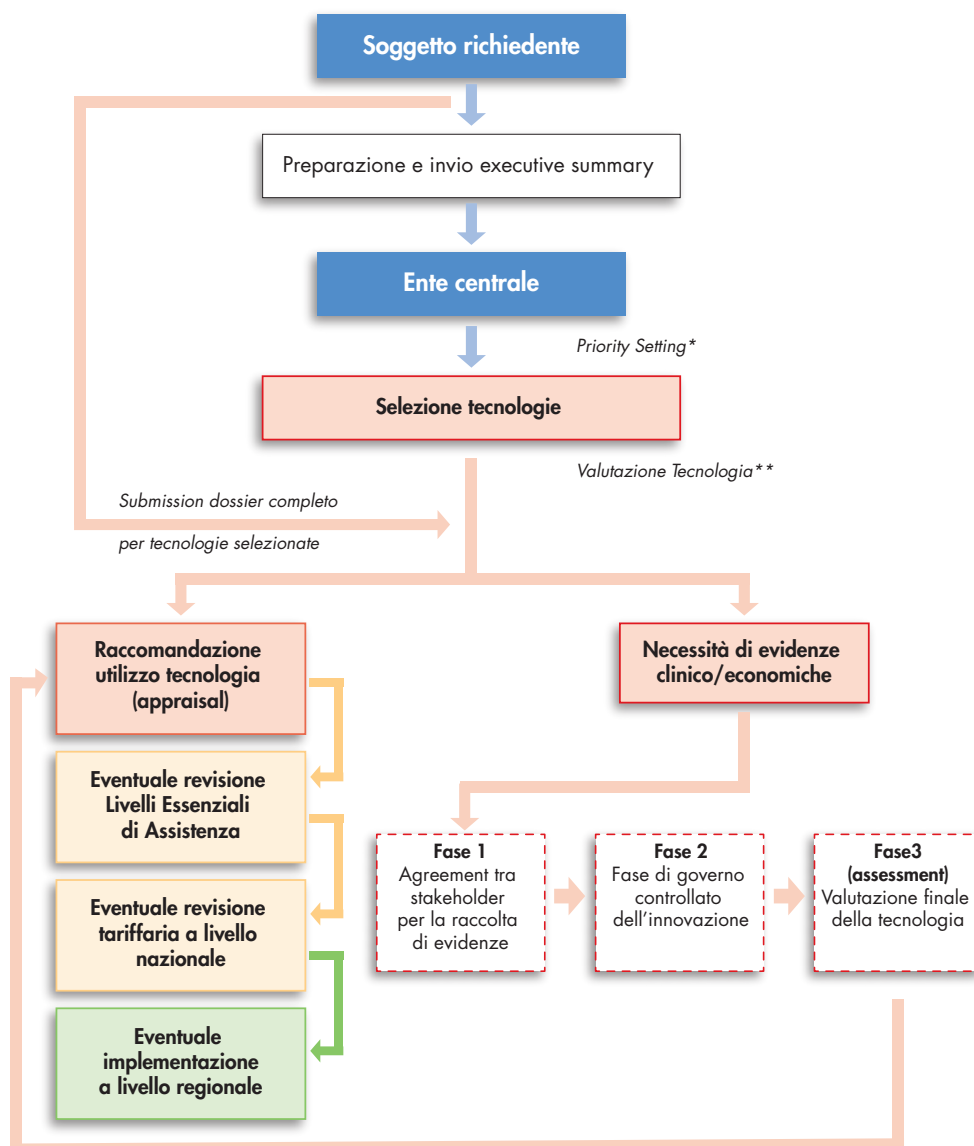 Soggetto richiedente
Preparazione e invio executive summary
Ente centrale
Priority Setting*
Selezione tecnologie
Valutazione Tecnologia**
Submission dossier completo
per tecnologie selezionate
Raccomandazione
utilizzo tecnologia
(appraisal)
Necessità di evidenze
clinico/economiche
Eventuale revisione
Livelli Essenziali
di Assistenza
Eventuale revisione
tariffaria a livello
nazionale
Eventuale
implementazione
a livello regionale
Fase 1
Agreement tra
stakeholder
per la raccolta
di evidenze
Fase 2
Fase di governo
controllato
dell'innovazione
Fase3
(assessment)
Valutazione finale
della tecnologia